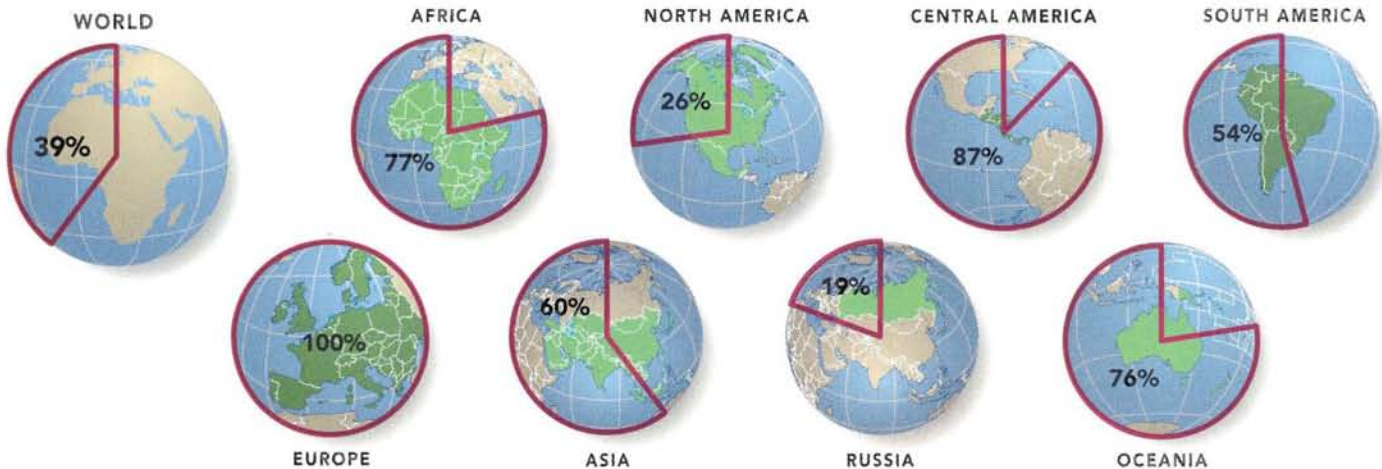 WORLD
39%
AFRICA
77%
NORTH AMERICA
26%
CENTRAL AMERICA
87%
SOUTH AMERICA
54%
100%
EUROPE
60%
ASIA
19%
RUSSIA
76%
OCEANIA